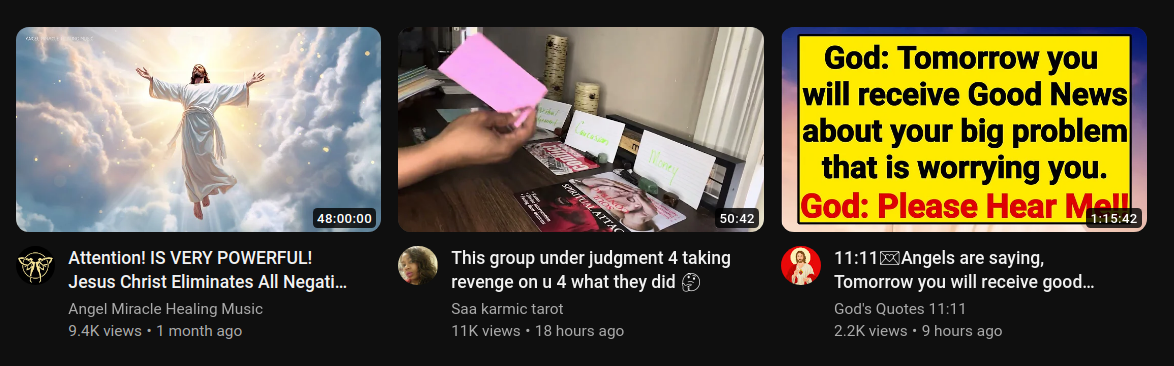 48:00:00
Attention! IS VERY POWERFUL!
Jesus Christ Eliminates All Negati...
Angel Miracle Healing Music
9.4K views • 1 month ago
Money
SPIRITUAL ATTAC
50:42
This group under judgment 4 taking
revenge on u 4 what they did 🤔
Saa karmic tarot
11K views • 18 hours ago
God: Tomorrow you
will receive Good News
about your big problem
that is worrying you.
God: Please Hear Me!!
1:15:42
11:11✉Angels are saying,
Tomorrow you will receive good...
God's Quotes 11:11
2.2K views • 9 hours ago